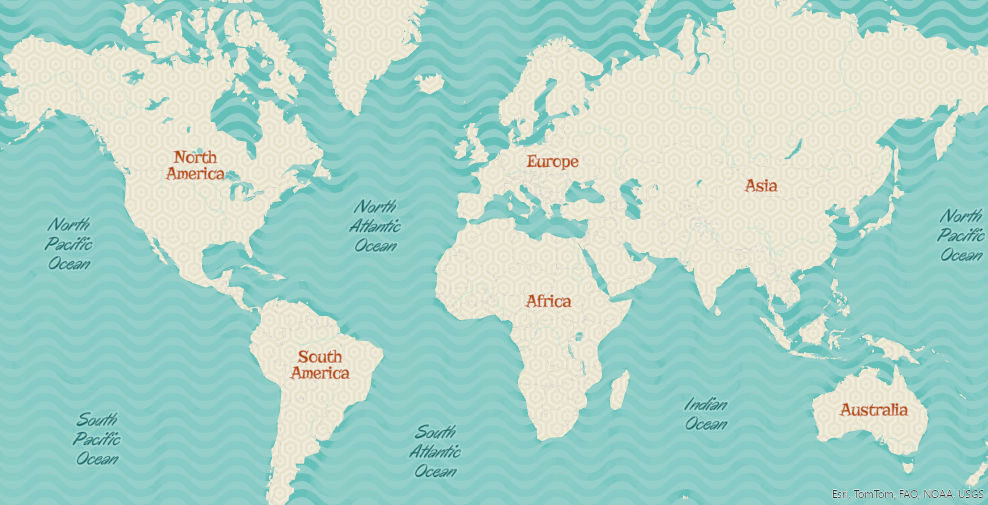 North
America
Europe
Asia
North
Pacific
Ocean
North
Atlantic
Ocean
North
Pacific
Ocean
Africa
South
America
South
Pacific
Ocean
South
Atlantic
Ocean
Indian
Ocean
Australia
Esri, TomTom, FAO, NOAA, USGS